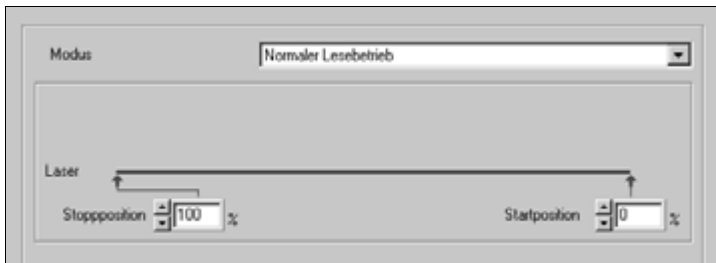 Modus Normaler Lesebetrieb
Laser
Stoppposition 100 % Startposition 0 %